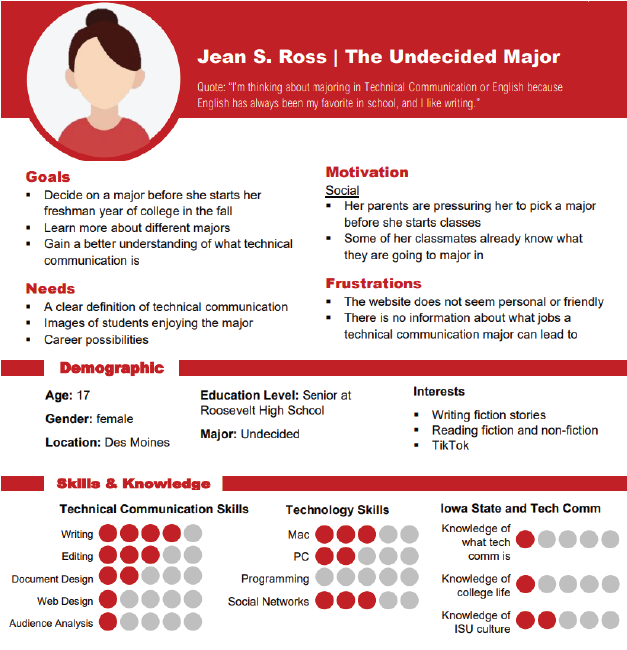 Jean S. Ross | The Undecided Major
Quote: "I'm thinking about majoring in Technical Communication or English because
English has always been my favorite in school, and I like writing."
Goals
▪ Decide on a major before she starts her
freshman year of college in the fall
▪ Learn more about different majors
▪ Gain a better understanding of what technical
communication is
Needs
▪ A clear definition of technical communication
▪ Images of students enjoying the major
▪ Career possibilities
Motivation
Social
▪ Her parents are pressuring her to pick a major
before she starts classes
▪ Some of her classmates already know what
they are going to major in
Frustrations
▪ The website does not seem personal or friendly
▪ There is no information about what jobs a
technical communication major can lead to
Demographic
Age: 17
Gender: female
Location: Des Moines
Education Level: Senior at
Roosevelt High School
Major: Undecided
Interests
▪ Writing fiction stories
▪ Reading fiction and non-fiction
▪ TikTok
Skills & Knowledge
Technical Communication Skills
Writing
Editing
Document Design
Web Design
Audience Analysis
Technology Skills
Mac
PC
Programming
Social Networks
Iowa State and Tech Comm
Knowledge of
what tech
comm is
Knowledge of
college life
Knowledge of
ISU culture